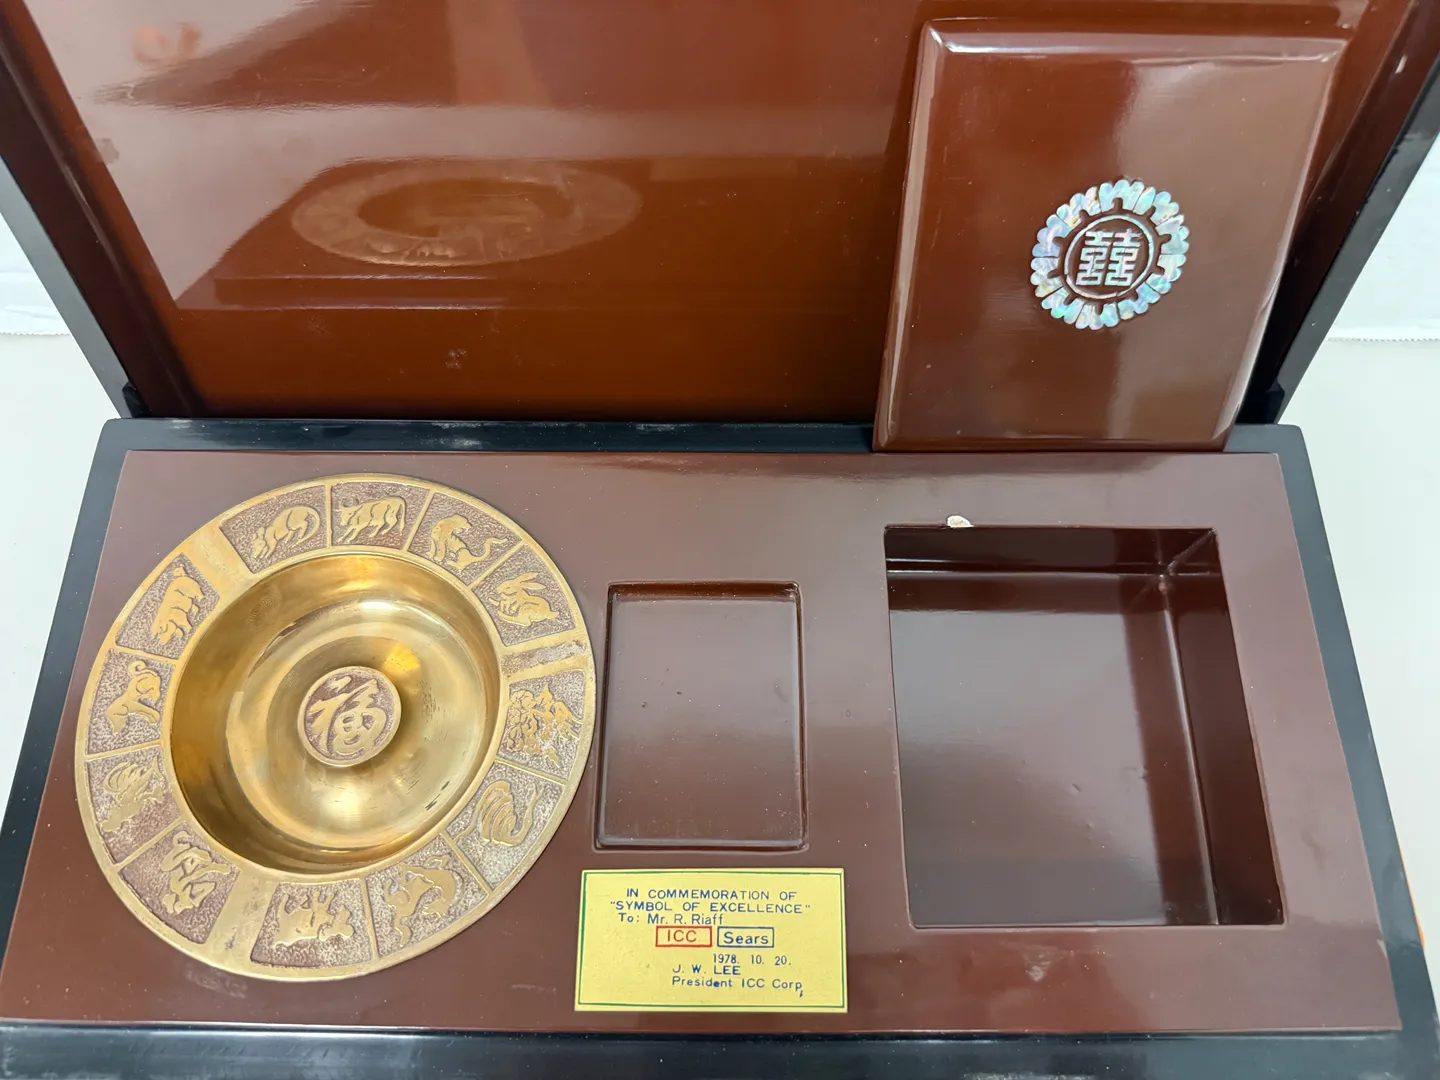 囍
福
IN COMMEMORATION OF
"SYMBOL OF EXCELLENCE"
To: Mr. R. Riaff
ICC Sears
1978. 10. 20.
J. W. LEE
President ICC Corp,